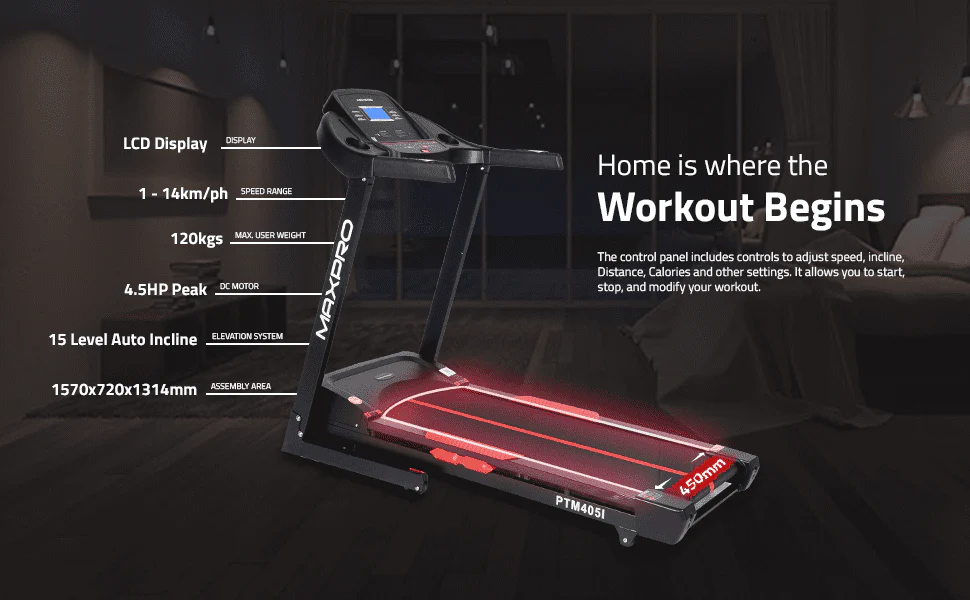 LCD Display DISPLAY
1 - 14km/ph SPEED RANGE
120kgs MAX. USER WEIGHT
4.5HP Peak DC MOTOR
15 Level Auto Incline ELEVATION SYSTEM
1570x720x1314mm ASSEMBLY AREA
MAXPRO
Home is where the
Workout Begins
The control panel includes controls to adjust speed, incline,
Distance, Calories and other settings. It allows you to start,
stop, and modify your workout.
450mm
PTM405I